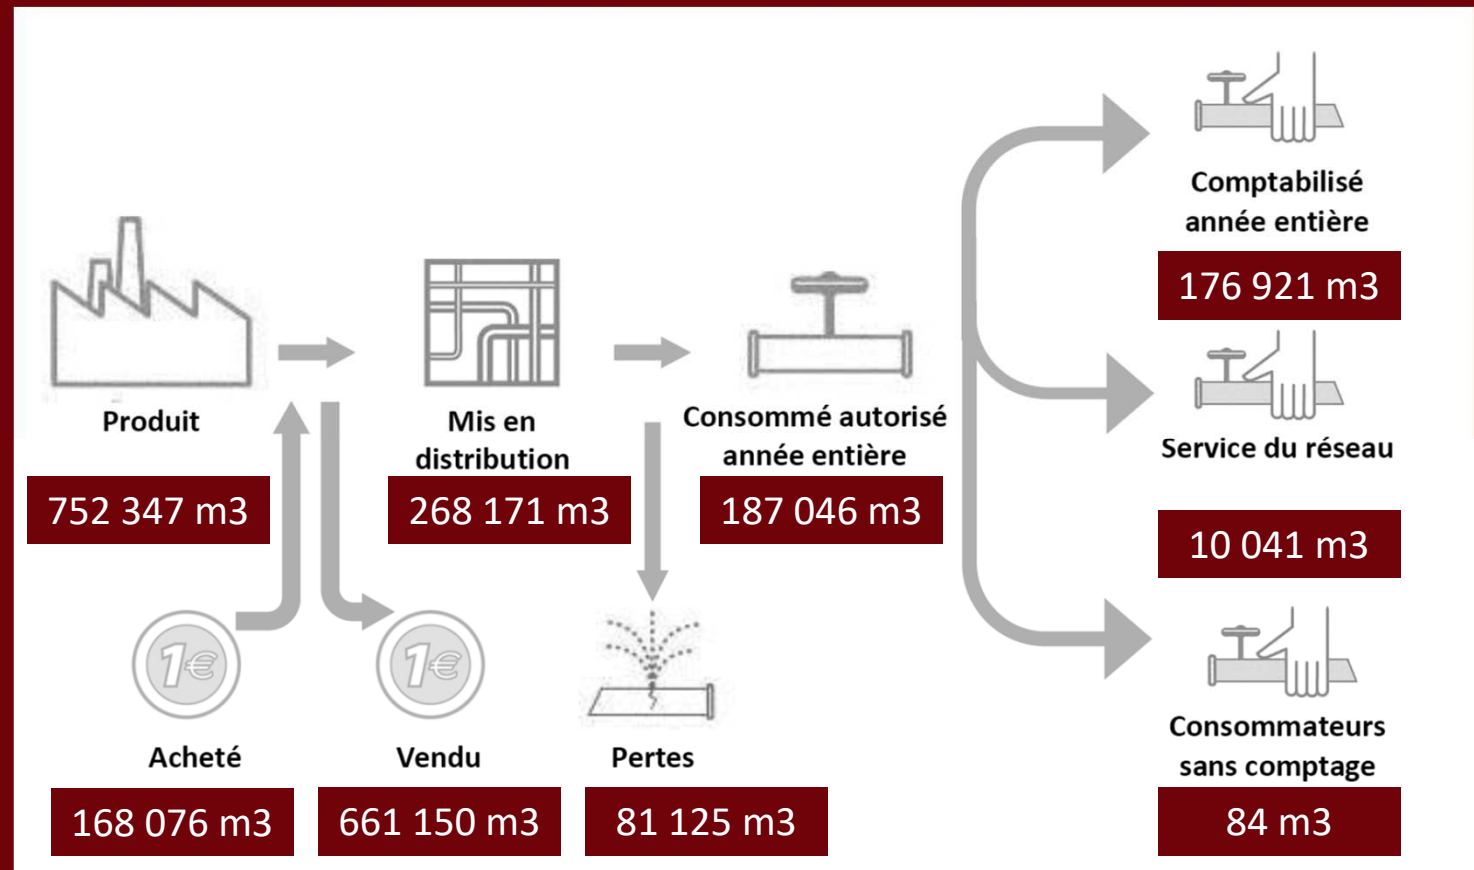 Comptabilisé
année entière
176 921 m3
Produit
752 347 m3
Mis en
distribution
268 171 m3
Consommé autorisé
année entière
187 046 m3
Service du réseau
10 041 m3
1€
Acheté
168 076 m3
1€
Vendu
661 150 m3
Pertes
81 125 m3
Consommateurs
sans comptage
84 m3